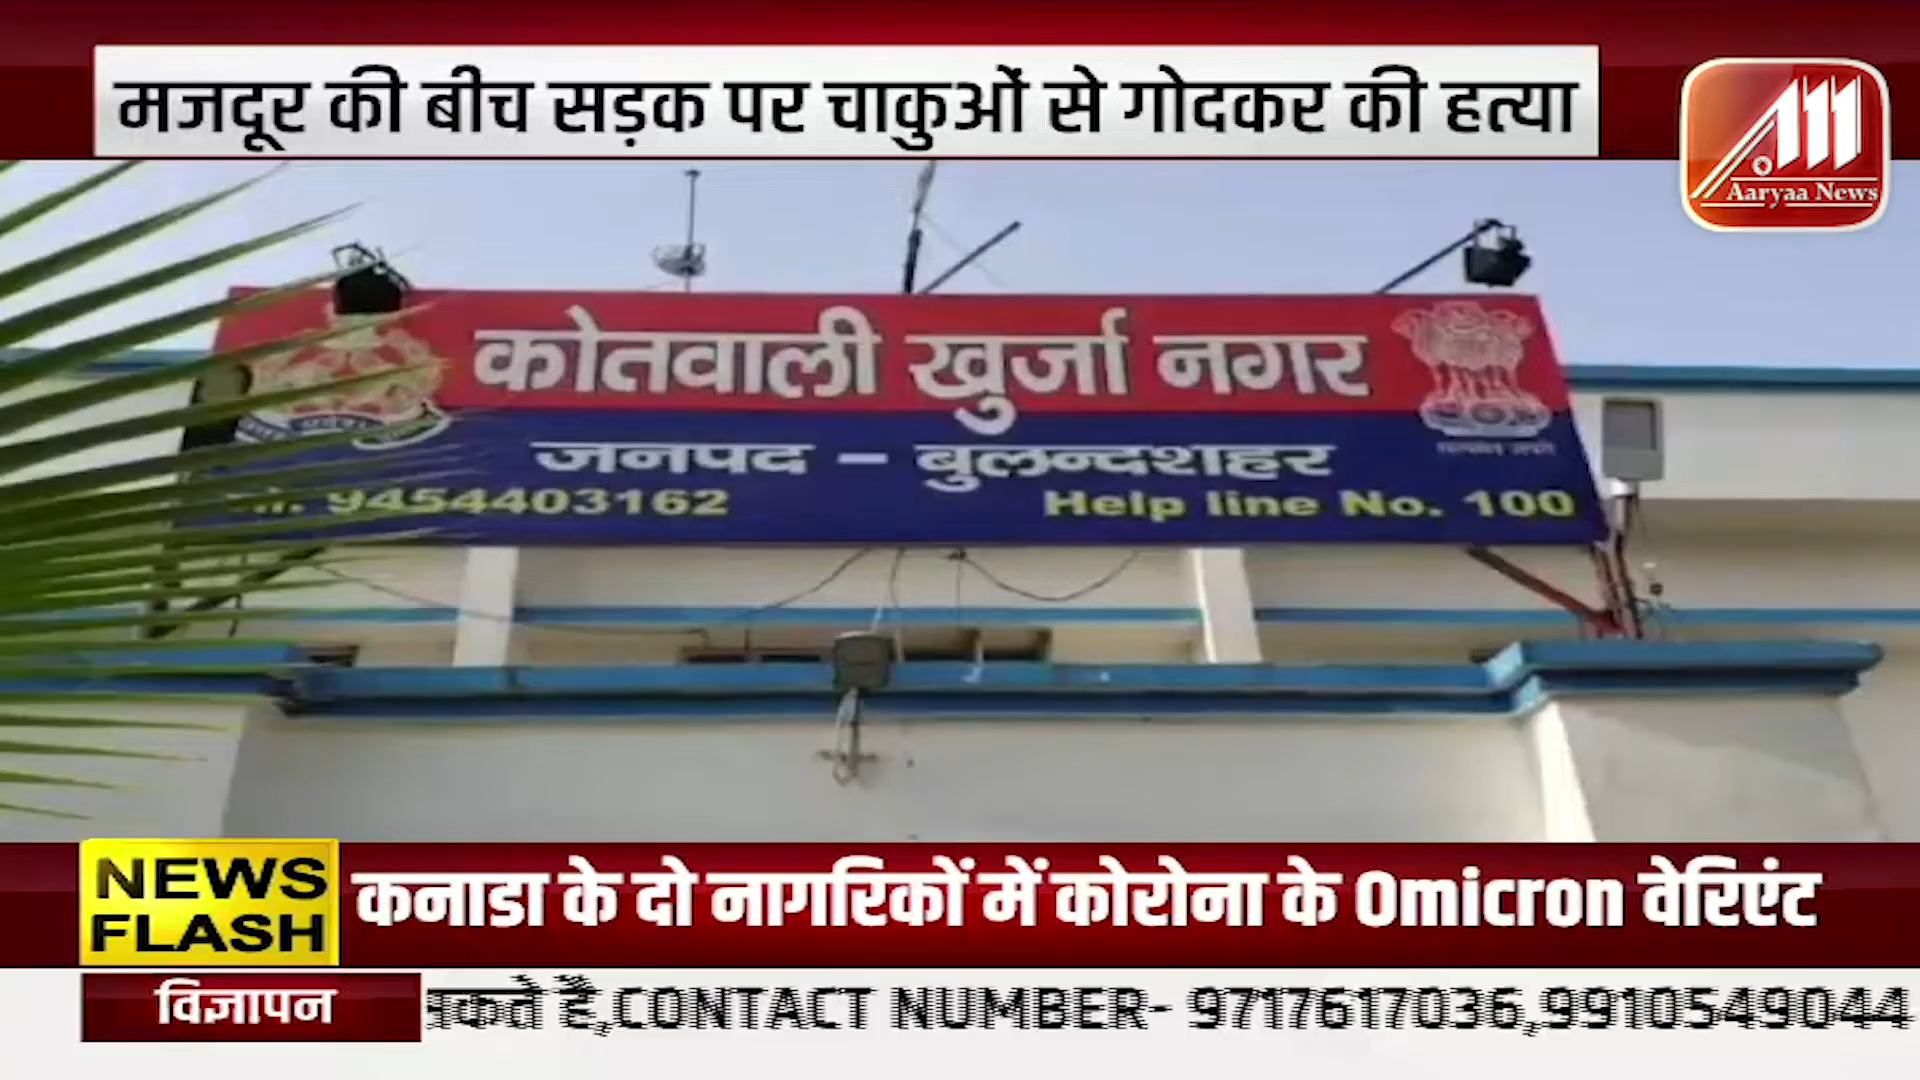 मजदूर की बीच सड़क पर चाकुओं से गोदकर की हत्या
Aaryaa News
कोतवाली खुर्जा नगर
जनपद - बुलन्दशहर
9454403162 Help line No. 100
NEWS FLASH
कनाडा के दो नागरिकों में कोरोना के Omicron वेरिएंट
विज्ञापन
सकते है,CONTACT NUMBER- 9717617036,9910549044